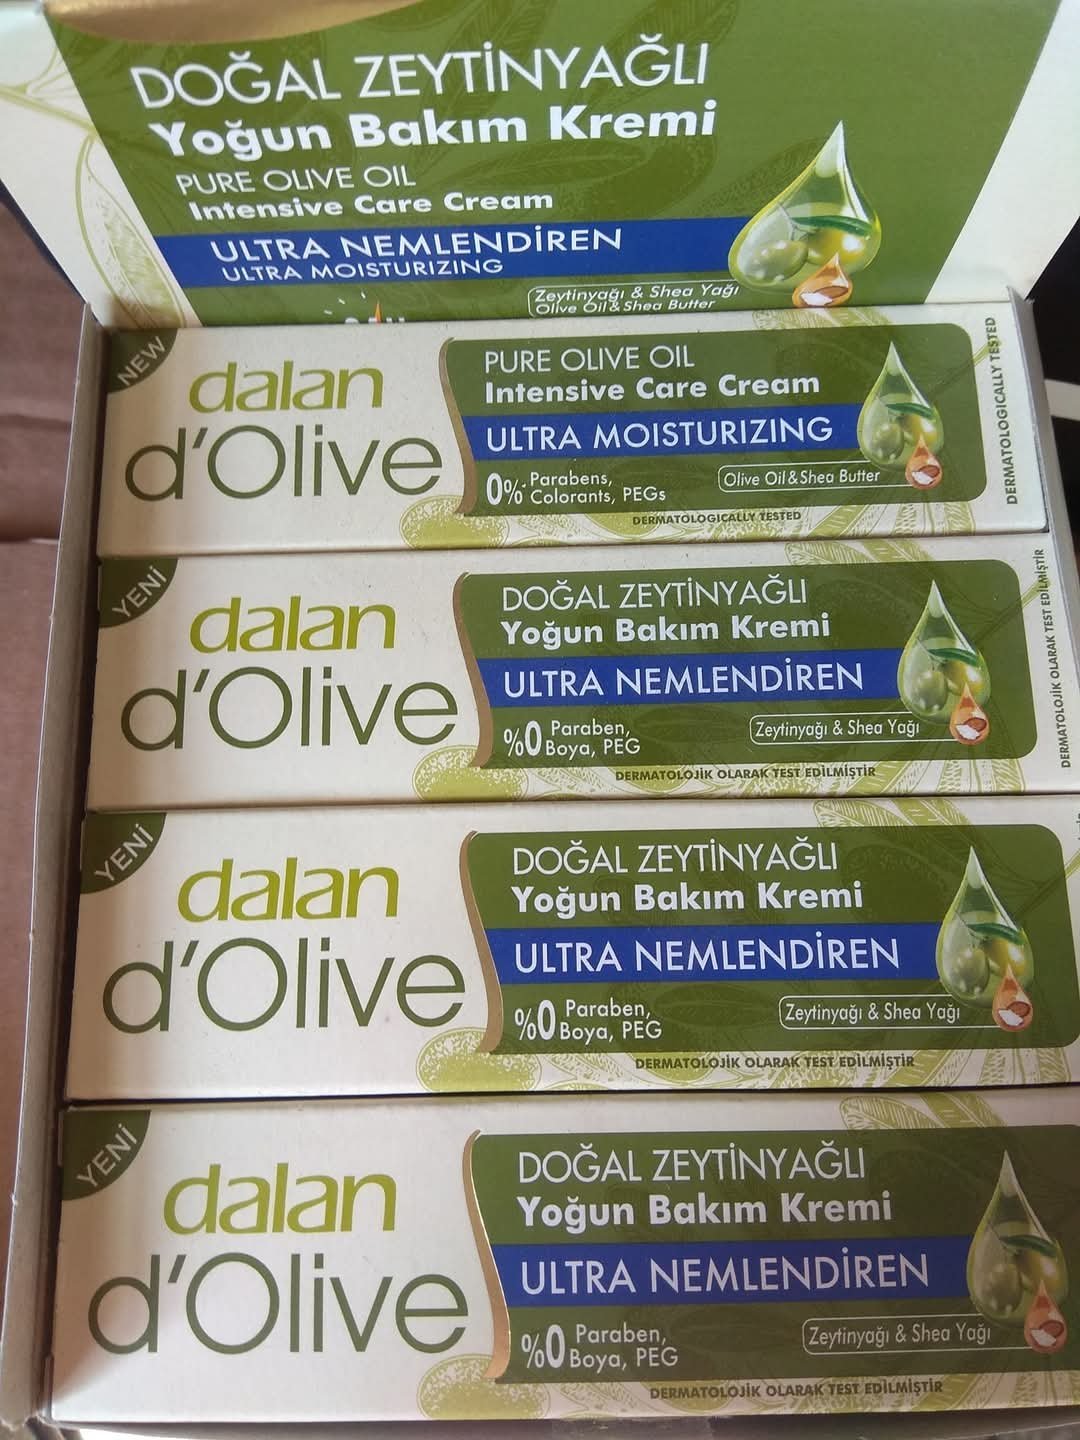 DOĞAL ZEYTİNYAĞLI
Yoğun Bakım Kremi
PURE OLIVE OIL
Intensive Care Cream
ULTRA NEMLENDİREN
ULTRA MOISTURIZING
Zeytinyağı & Shea Yağı
Olive Oil & Shea Butter
NEW
dalan
d'Olive
PURE OLIVE OIL
Intensive Care Cream
ULTRA MOISTURIZING
0% Parabens,
Colorants, PEGs
Olive Oil & Shea Butter
DERMATOLOGICALLY TESTED
DERMATOLOGICALLY TESTED
YENİ
dalan
d'Olive
DOĞAL ZEYTİNYAĞLI
Yoğun Bakım Kremi
ULTRA NEMLENDİREN
%0 Paraben,
Boya, PEG
Zeytinyağı & Shea Yağı
DERMATOLOJİK OLARAK TEST EDİLMİŞTİR
DERMATOLOJİK OLARAK TEST EDİLMİŞTİR
YENİ
dalan
d'Olive
DOĞAL ZEYTİNYAĞLI
Yoğun Bakım Kremi
ULTRA NEMLENDİREN
%0 Paraben,
Boya, PEG
Zeytinyağı & Shea Yağı
DERMATOLOJİK OLARAK TEST EDİLMİŞTİR
YENİ
dalan
d'Olive
DOĞAL ZEYTİNYAĞLI
Yoğun Bakım Kremi
ULTRA NEMLENDİREN
%0 Paraben,
Boya, PEG
Zeytinyağı & Shea Yağı
DERMATOLOJİK OLARAK TEST EDİLMİŞTİR